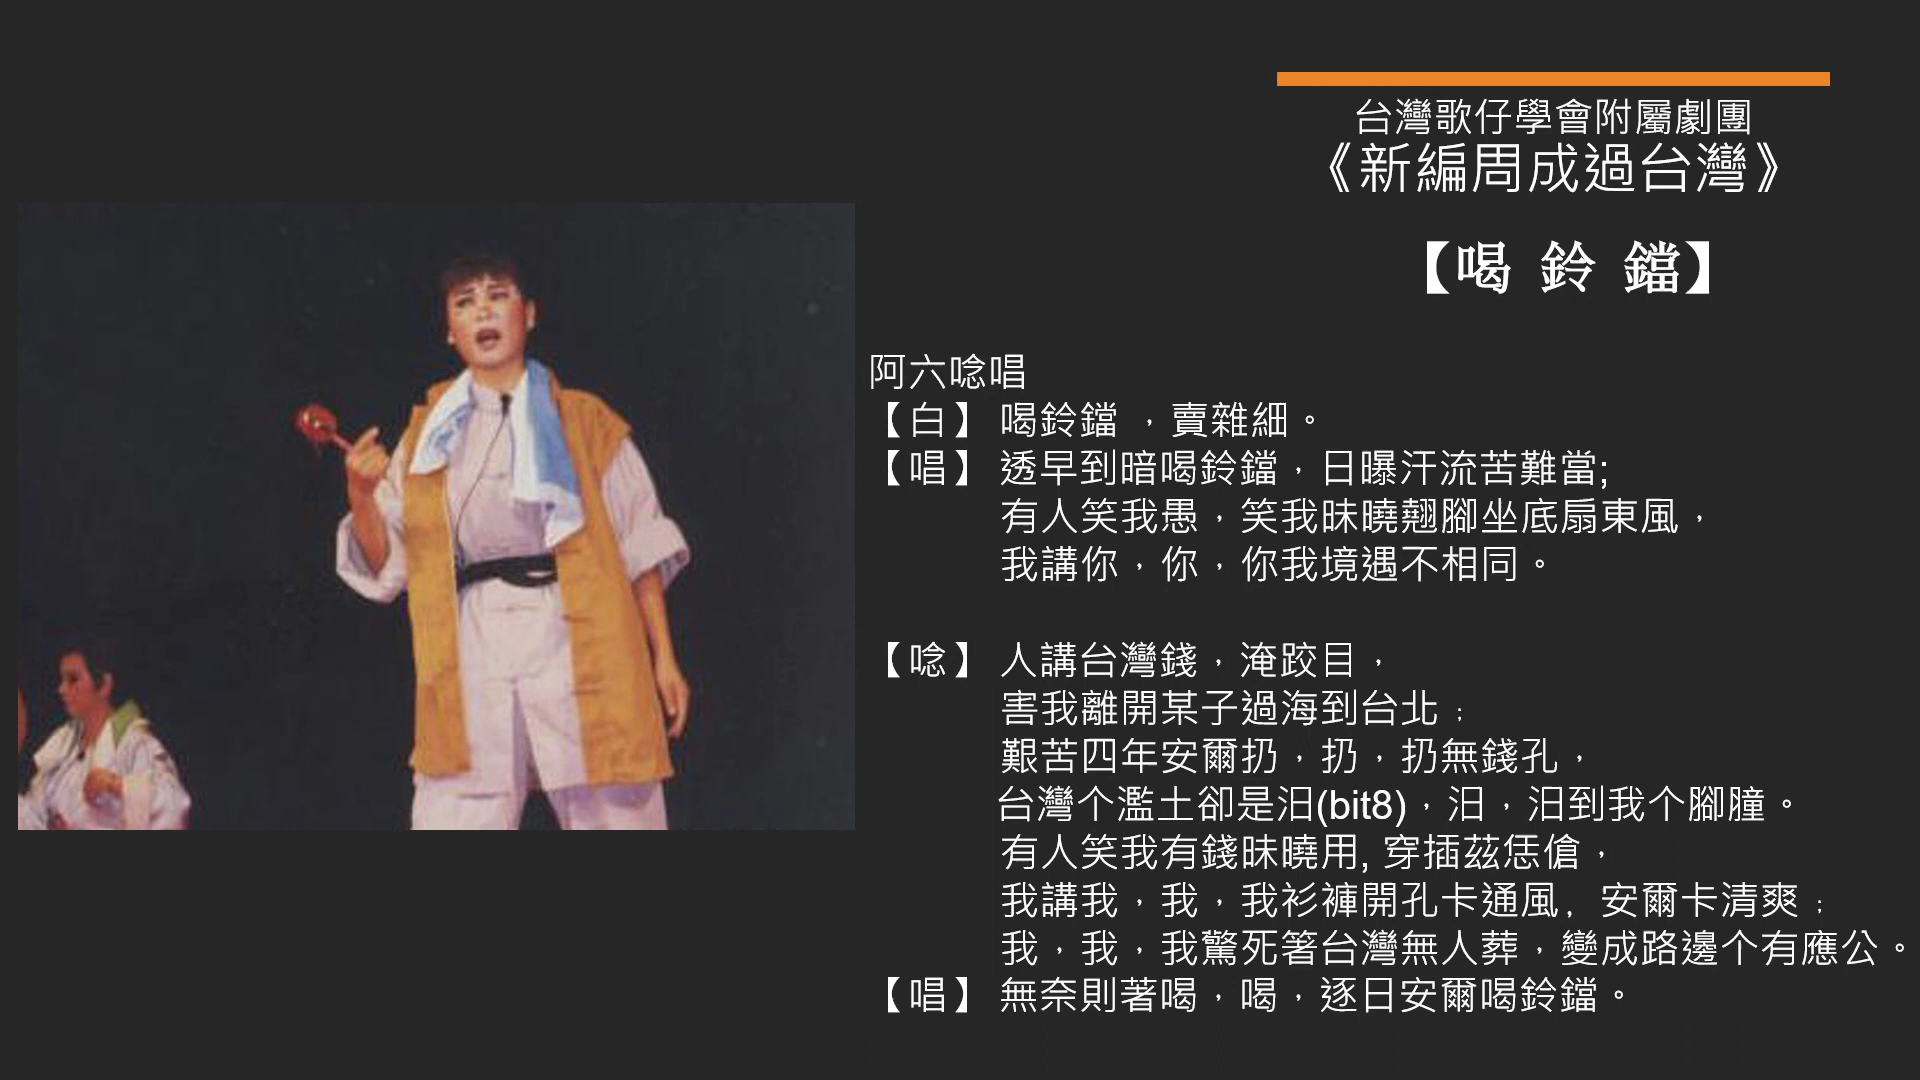 台灣歌仔學會附屬劇團
《新編周成過台灣》
【喝 鈴 鐺】
阿六唸唱
【白】 喝鈴鐺 ，賣雜細。
【唱】 透早到暗喝鈴鐺，日曝汗流苦難當;
有人笑我愚，笑我昧曉翹腳坐底扇東風，
我講你，你，你我境遇不相同。
【唸】 人講台灣錢，淹跤目，
害我離開某子過海到台北；
艱苦四年安爾扔，扔，扔無錢孔，
台灣个濫土卻是汩(bit8)，汩，汩到我个腳朣。
有人笑我有錢昧曉用, 穿插茲恁傖，
我講我，我，我衫褲開孔卡通風，安爾卡清爽；
我，我，我驚死箸台灣無人葬，變成路邊个有應公。
【唱】 無奈則著喝，喝，逐日安爾喝鈴鐺。